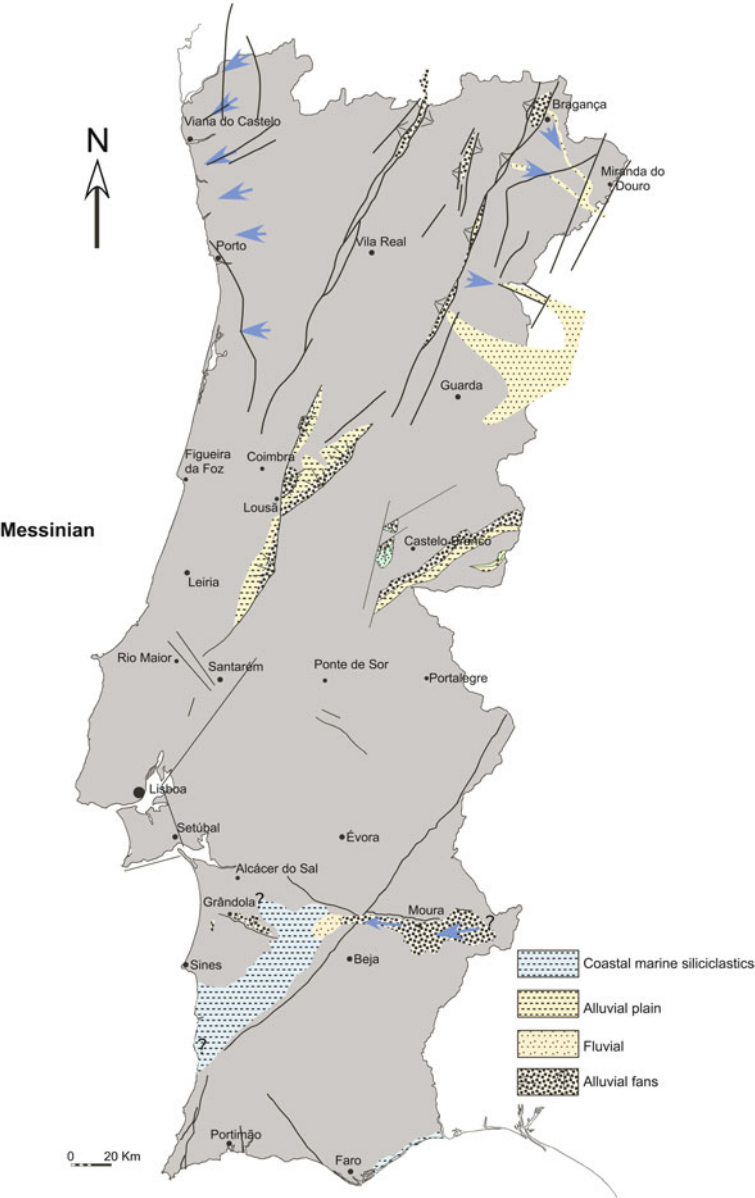 Bragança
Viana do Castelo
N
Miranda do
Douro
Porto
Vila Real
Guarda
Figueira
da Foz
Coimbra
Lousã
Messinian
Castelo Branco
Leiria
Rio Maior
Santarém
Ponte de Sor
Portalegre
Lisboa
Setúbal
Évora
Alcácer do Sal
Grândola
?
Moura
?
Sines
Beja
Coastal marine siliciclastics
Alluvial plain
?
Fluvial
Alluvial fans
Portimão
0 20 Km
Faro